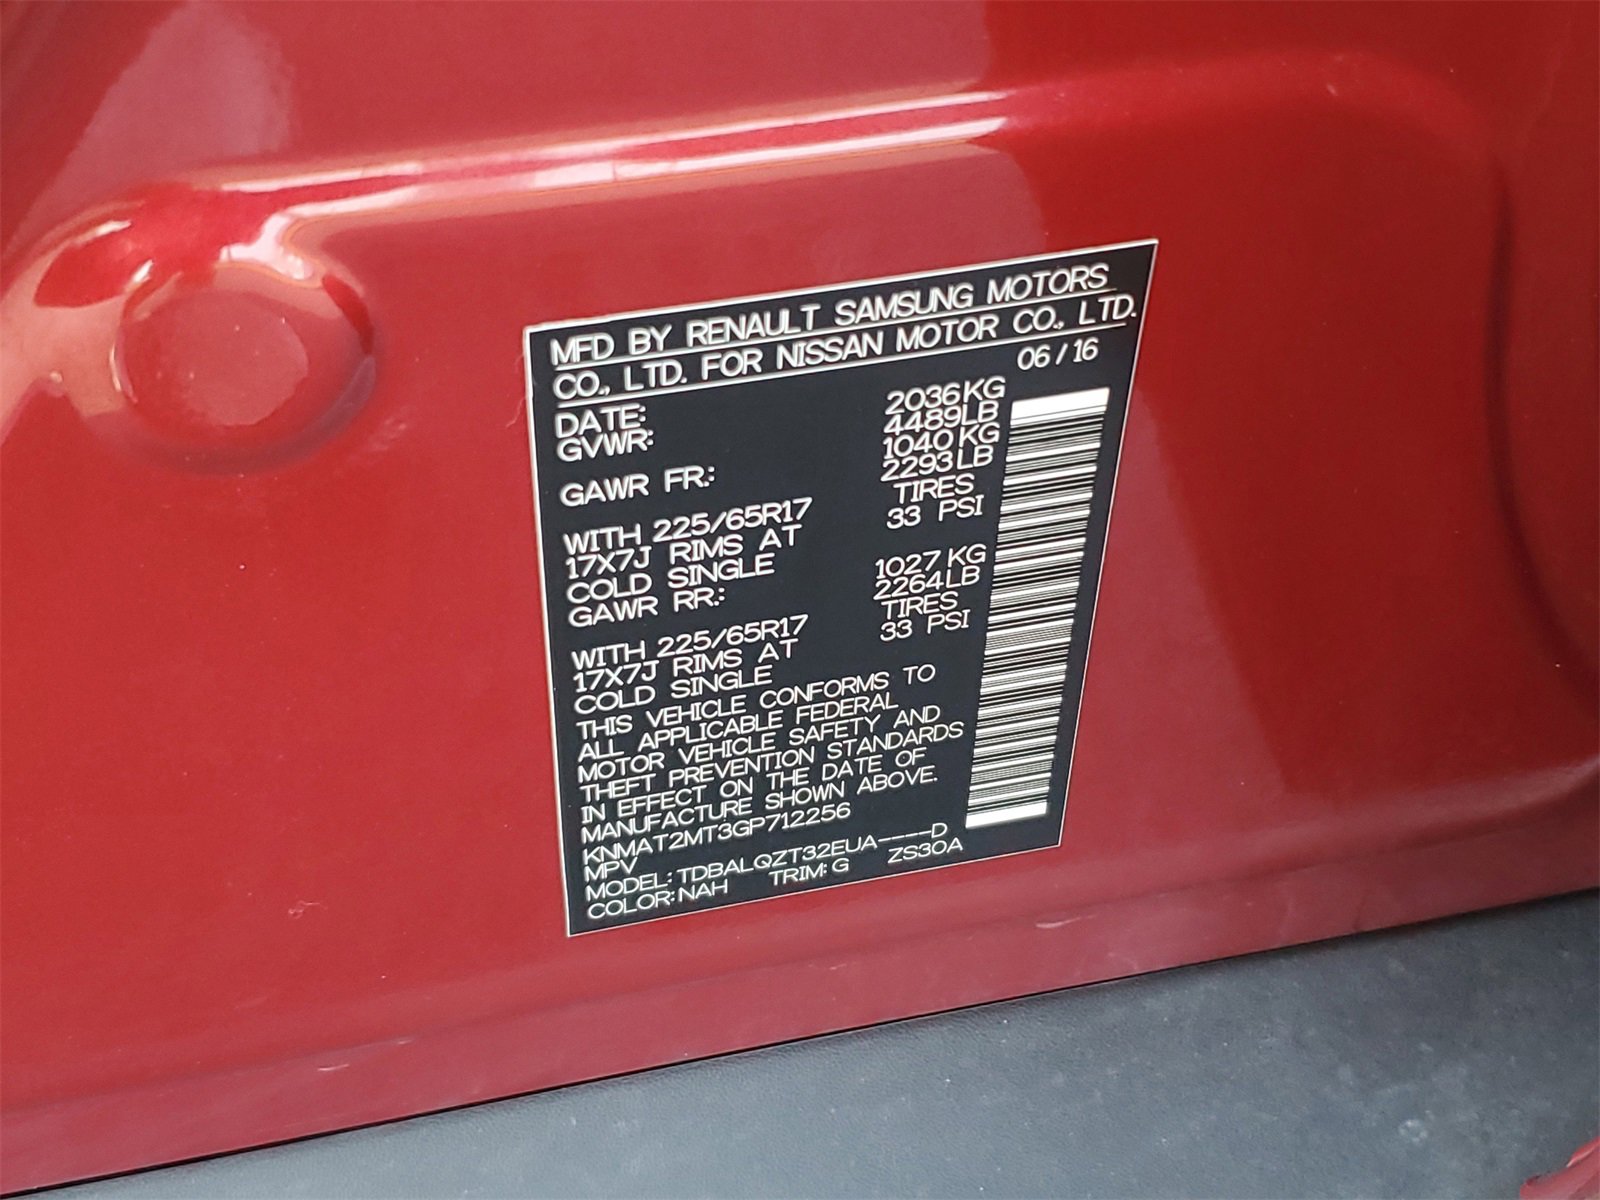 MFD BY RENAULT SAMSUNG MOTORS
CO., LTD. FOR NISSAN MOTOR CO., LTD.
DATE: 06 / 16
GVWR: 2036 KG
4489 LB
GAWR FR.: 1040 KG
2293 LB
WITH 225/65R17 TIRES
17X7J RIMS AT 33 PSI
COLD SINGLE
GAWR RR.: 1027 KG
2264 LB
WITH 225/65R17 TIRES
17X7J RIMS AT 33 PSI
COLD SINGLE
THIS VEHICLE CONFORMS TO
ALL APPLICABLE FEDERAL
MOTOR VEHICLE SAFETY AND
THEFT PREVENTION STANDARDS
IN EFFECT ON THE DATE OF
MANUFACTURE SHOWN ABOVE.
KNMAT2MT3GP712256
MPV
MODEL: TDBALQZT32EUA----D
COLOR: NAH TRIM: G ZS30A